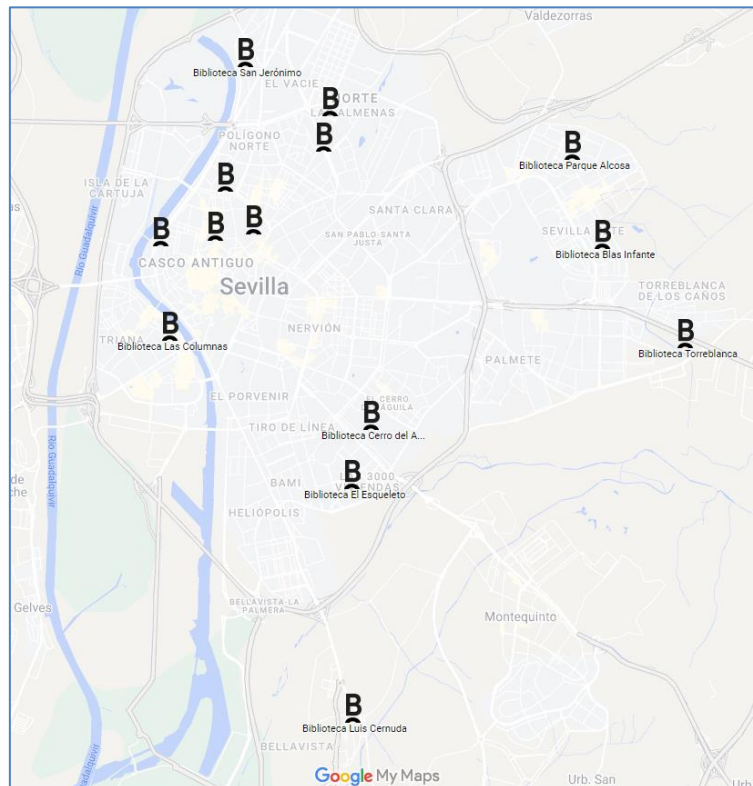 Valdezorras
B
Biblioteca San Jerónimo
EL VACIE
B
NORTE
LAS ALMENAS
POLÍGONO
NORTE
B
B
Biblioteca Parque Alcosa
ISLA DE LA
CARTUJA
B
SANTA CLARA
B
B
B
SAN PABLO-SANTA
JUSTA
B
Biblioteca Blas Infante
CASCO ANTIGUO
Sevilla
TORREBLANCA
DE LOS CAÑOS
Río Guadalquivir
B
Biblioteca Las Columnas
TRIANA
NERVIÓN
PALMETE
B
Biblioteca Torreblanca
EL PORVENIR
EL CERRO
B
Biblioteca Cerro del A...
TIRO DE LÍNEA
Río Guadalquivir
B
Biblioteca El Esqueleto
BAMI
HELIÓPOLIS
Gelves
BELLAVISTA-LA
PALMERA
Montequinto
B
Biblioteca Luis Cernuda
BELLAVISTA
Google My Maps
Urb. San